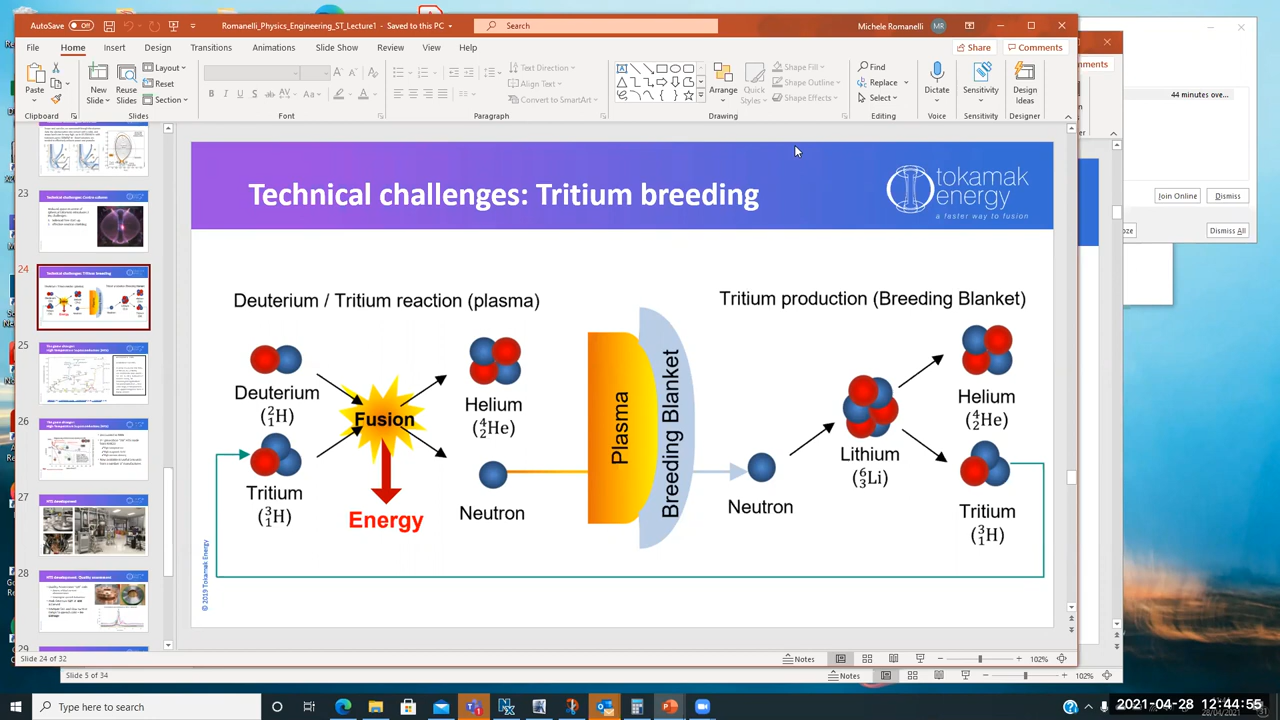 AutoSave Off
Romanelli_Physics_Engineering_ST_Lecture1 - Saved to this PC
Search
Michele Romanelli
MR
File Home Insert Design Transitions Animations Slide Show Review View Help
Share Comments
Paste
New Slide
Reuse Slides
Layout
Reset
Section
B I U S ab AV Aa A
Text Direction
Align Text
Convert to SmartArt
Arrange
Quick Styles
Shape Fill
Shape Outline
Shape Effects
Find
Replace
Select
Dictate
Sensitivity
Design Ideas
Clipboard Slides Font Paragraph Drawing Editing Voice Sensitivity Designer
44 minutes ove...
Join Online Dismiss
Dismiss All
23
24
25
26
27
28
29
Technical challenges: Tritium breeding
tokamak energy
a faster way to fusion
Deuterium / Tritium reaction (plasma)
Tritium production (Breeding Blanket)
Deuterium
(²₁H)
Fusion
Helium
(⁴₂He)
Tritium
(³₁H)
Energy
Neutron
Plasma
Breeding Blanket
Neutron
Lithium
(⁶₃Li)
Helium
(⁴₂He)
Tritium
(³₁H)
© 2019 Tokamak Energy
Slide 24 of 32
Notes
102%
Slide 5 of 34
Notes
102%
Type here to search
2021-04-28 12:44:55